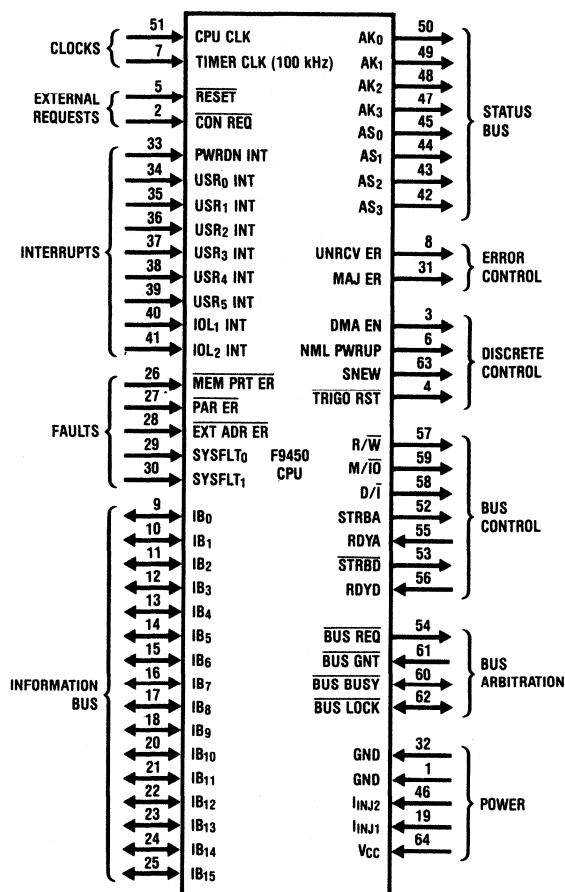 CLOCKS
51 CPU CLK
7 TIMER CLK (100 kHz)
EXTERNAL REQUESTS
5 RESET
2 CON REQ
INTERRUPTS
33 PWRDN INT
34 USR0 INT
35 USR1 INT
36 USR2 INT
37 USR3 INT
38 USR4 INT
39 USR5 INT
40 IOL1 INT
41 IOL2 INT
FAULTS
26 MEM PRT ER
27 PAR ER
28 EXT ADR ER
29 SYSFLT0
30 SYSFLT1
F9450
CPU
INFORMATION BUS
9 IB0
10 IB1
11 IB2
12 IB3
13 IB4
14 IB5
15 IB6
16 IB7
17 IB8
18 IB9
20 IB10
21 IB11
22 IB12
23 IB13
24 IB14
25 IB15
AK0 50
AK1 49
AK2 48
AK3 47
AS0 45
AS1 44
AS2 43
AS3 42
STATUS BUS
UNRCV ER 8
MAJ ER 31
ERROR CONTROL
DMA EN 3
NML PWRUP 6
SNEW 63
TRIGO RST 4
DISCRETE CONTROL
R/W 57
M/IO 59
D/I 58
STRBA 52
RDYA 55
STRBD 53
RDYD 56
BUS CONTROL
BUS REQ 54
BUS GNT 61
BUS BUSY 60
BUS LOCK 62
BUS ARBITRATION
GND 32
GND 1
IINJ2 46
IINJ1 19
VCC 64
POWER